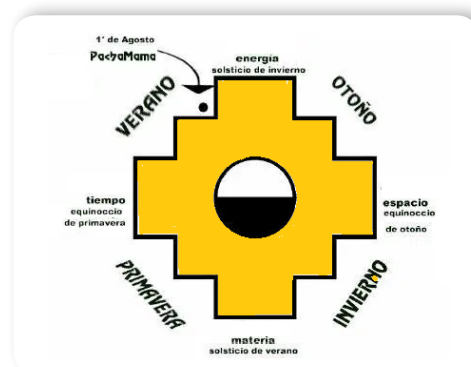 1° de Agosto
PachaMama
energía
solsticio de invierno
VERANO
OTOÑO
tiempo
equinoccio
de primavera
espacio
equinoccio
de otoño
PRIMAVERA
INVIERNO
materia
solsticio de verano